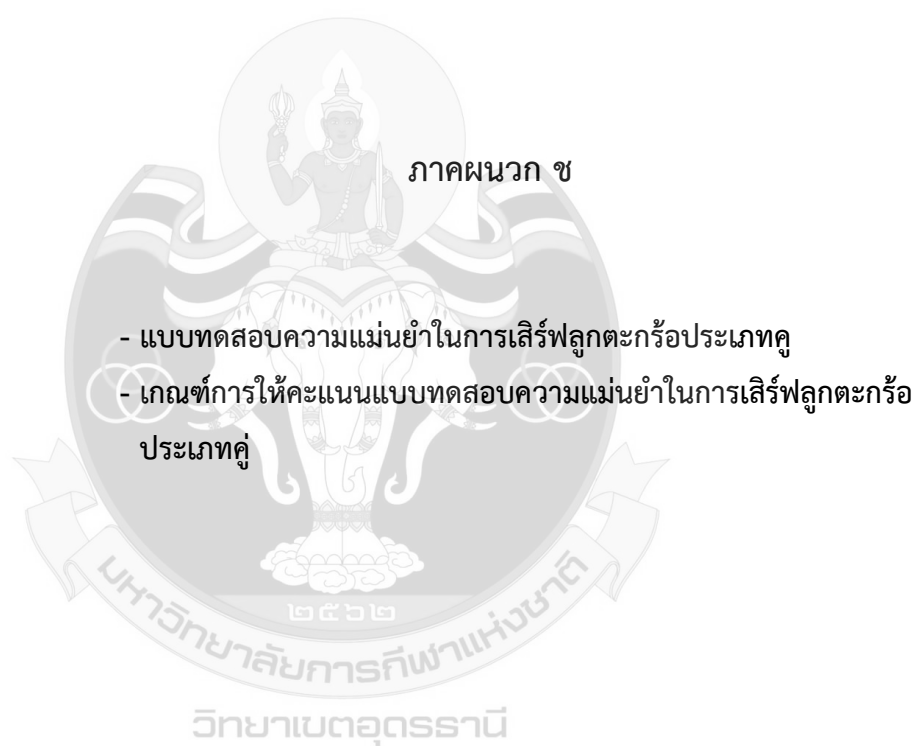 ภาคผนวก ช
- แบบทดสอบความแม่นยำในการเสิร์ฟลูกตะกร้อประเภทคู
- เกณฑ์การให้คะแนนแบบทดสอบความแม่นยำในการเสิร์ฟลูกตะกร้อ
ประเภทคู่
๒๕๖๒
มหาวิทยาลัยการกีฬาแห่งชาติ
วิทยาเขตอุดรธานี